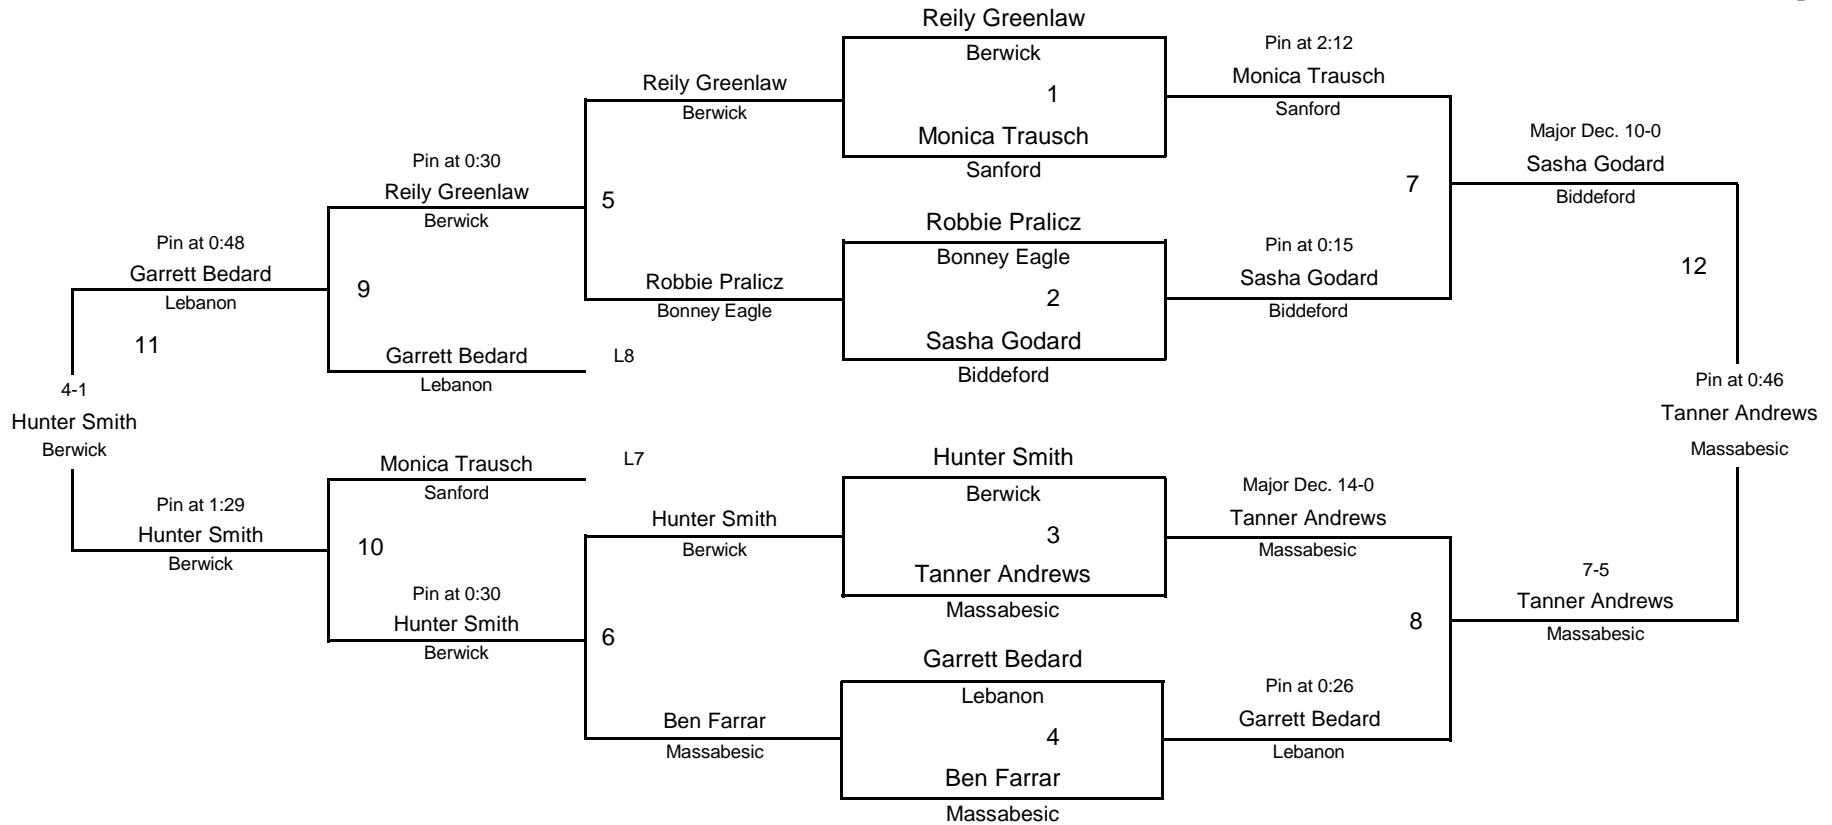 Reily Greenlaw
Berwick
1
Monica Trausch
Sanford
Robbie Pralicz
Bonney Eagle
2
Sasha Godard
Biddeford
Hunter Smith
Berwick
3
Tanner Andrews
Massabesic
Garrett Bedard
Lebanon
4
Ben Farrar
Massabesic
Pin at 2:12
Monica Trausch
Sanford
7
Pin at 0:15
Sasha Godard
Biddeford
Major Dec. 14-0
Tanner Andrews
Massabesic
8
Pin at 0:26
Garrett Bedard
Lebanon
Major Dec. 10-0
Sasha Godard
Biddeford
12
7-5
Tanner Andrews
Massabesic
Pin at 0:46
Tanner Andrews
Massabesic
Reily Greenlaw
Berwick
5
Robbie Pralicz
Bonney Eagle
Hunter Smith
Berwick
6
Ben Farrar
Massabesic
Pin at 0:30
Reily Greenlaw
Berwick
9
Garrett Bedard
Lebanon
L8
Monica Trausch
Sanford
L7
10
Pin at 0:30
Hunter Smith
Berwick
Pin at 0:48
Garrett Bedard
Lebanon
11
Pin at 1:29
Hunter Smith
Berwick
4-1
Hunter Smith
Berwick